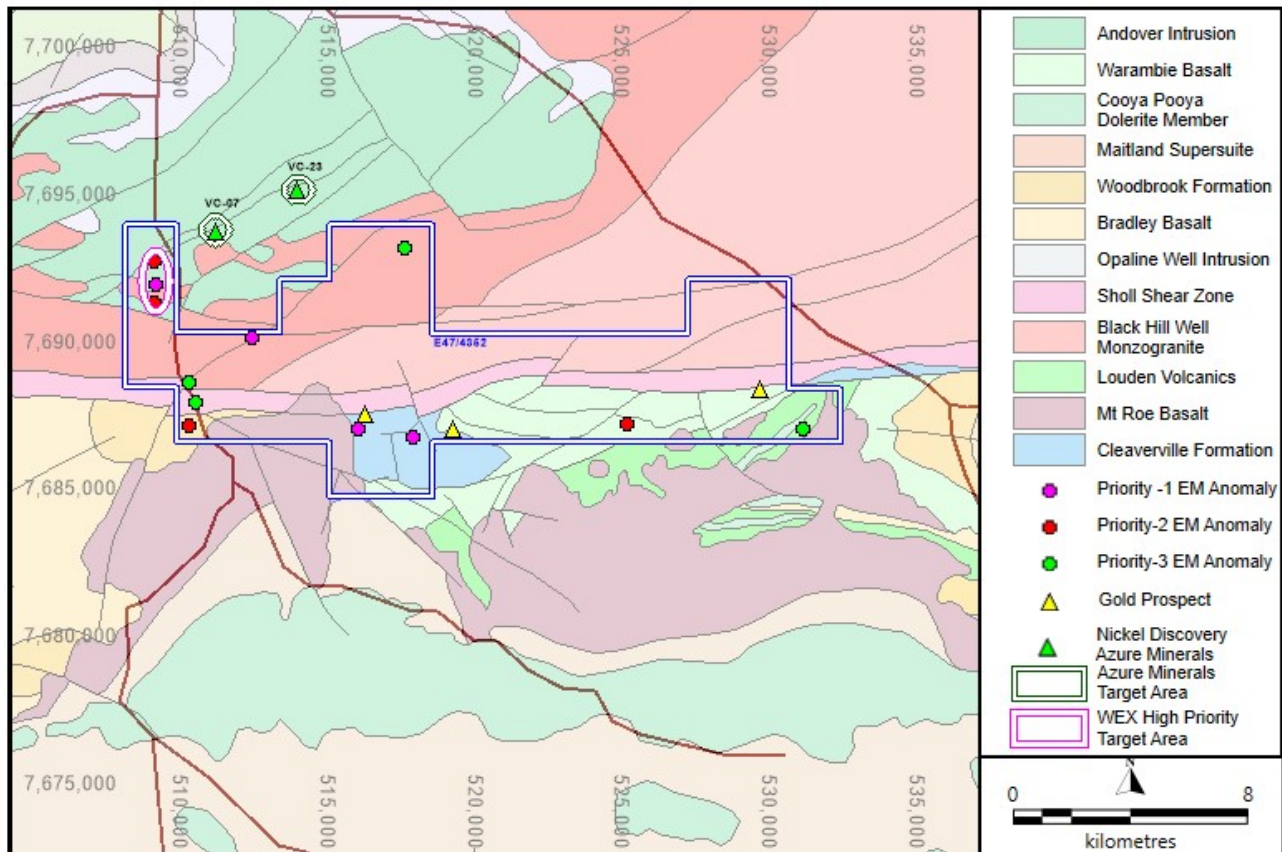 7,700,000
510,000
515,000
520,000
525,000
530,000
535,000
VC-23
7,695,000
VC-07
7,690,000
E47/4352
7,685,000
7,680,000
7,675,000
510,000
515,000
520,000
525,000
530,000
535,000
Andover Intrusion
Warambie Basalt
Cooya Pooya
Dolerite Member
Maitland Supersuite
Woodbrook Formation
Bradley Basalt
Opaline Well Intrusion
Sholl Shear Zone
Black Hill Well
Monzogranite
Louden Volcanics
Mt Roe Basalt
Cleaverville Formation
Priority -1 EM Anomaly
Priority-2 EM Anomaly
Priority-3 EM Anomaly
Gold Prospect
Nickel Discovery
Azure Minerals
Azure Minerals
Target Area
WEX High Priority
Target Area
N
0 8
kilometres